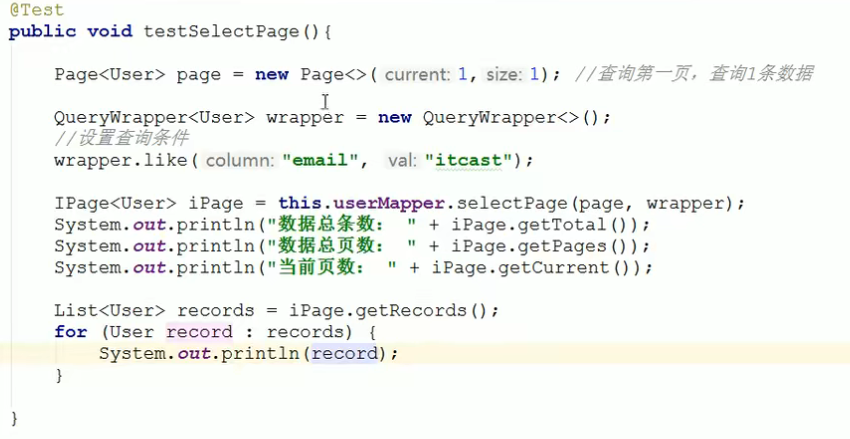 @Test
public void testSelectPage(){
Page<User> page = new Page<>( current: 1, size: 1); //查询第一页，查询1条数据
QueryWrapper<User> wrapper = new QueryWrapper<>();
//设置查询条件
wrapper.like( column: "email", val: "itcast");
IPage<User> iPage = this.userMapper.selectPage(page, wrapper);
System.out.println("数据总条数： " + iPage.getTotal());
System.out.println("数据总页数： " + iPage.getPages());
System.out.println("当前页数： " + iPage.getCurrent());
List<User> records = iPage.getRecords();
for (User record : records) {
System.out.println(record);
}
}